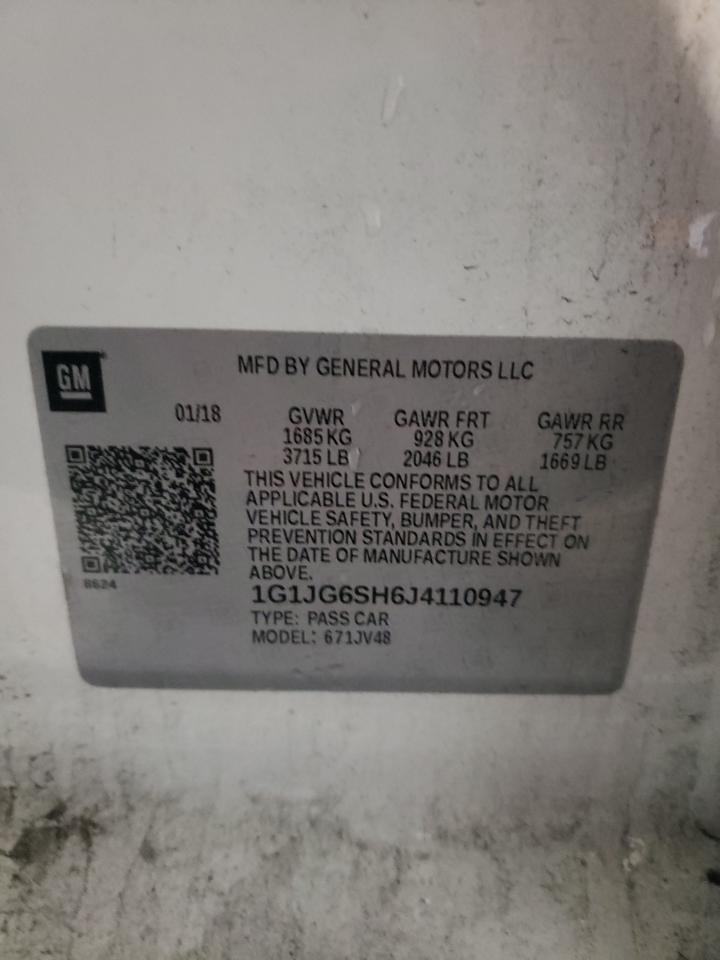 GM
MFD BY GENERAL MOTORS LLC
01/18 GVWR GAWR FRT GAWR RR
1685 KG 928 KG 757 KG
3715 LB 2046 LB 1669 LB
THIS VEHICLE CONFORMS TO ALL
APPLICABLE U.S. FEDERAL MOTOR
VEHICLE SAFETY, BUMPER, AND THEFT
PREVENTION STANDARDS IN EFFECT ON
THE DATE OF MANUFACTURE SHOWN
ABOVE.
8624
1G1JG6SH6J4110947
TYPE: PASS CAR
MODEL: 671JV48